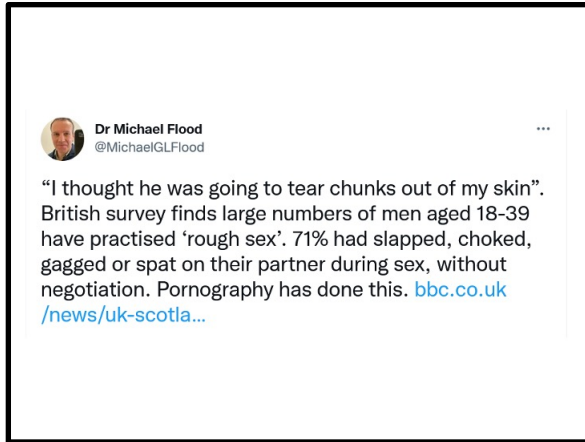 Dr Michael Flood
@MichaelGLFlood
“I thought he was going to tear chunks out of my skin”.
British survey finds large numbers of men aged 18-39
have practised ‘rough sex’. 71% had slapped, choked,
gagged or spat on their partner during sex, without
negotiation. Pornography has done this. bbc.co.uk
/news/uk-scotla...